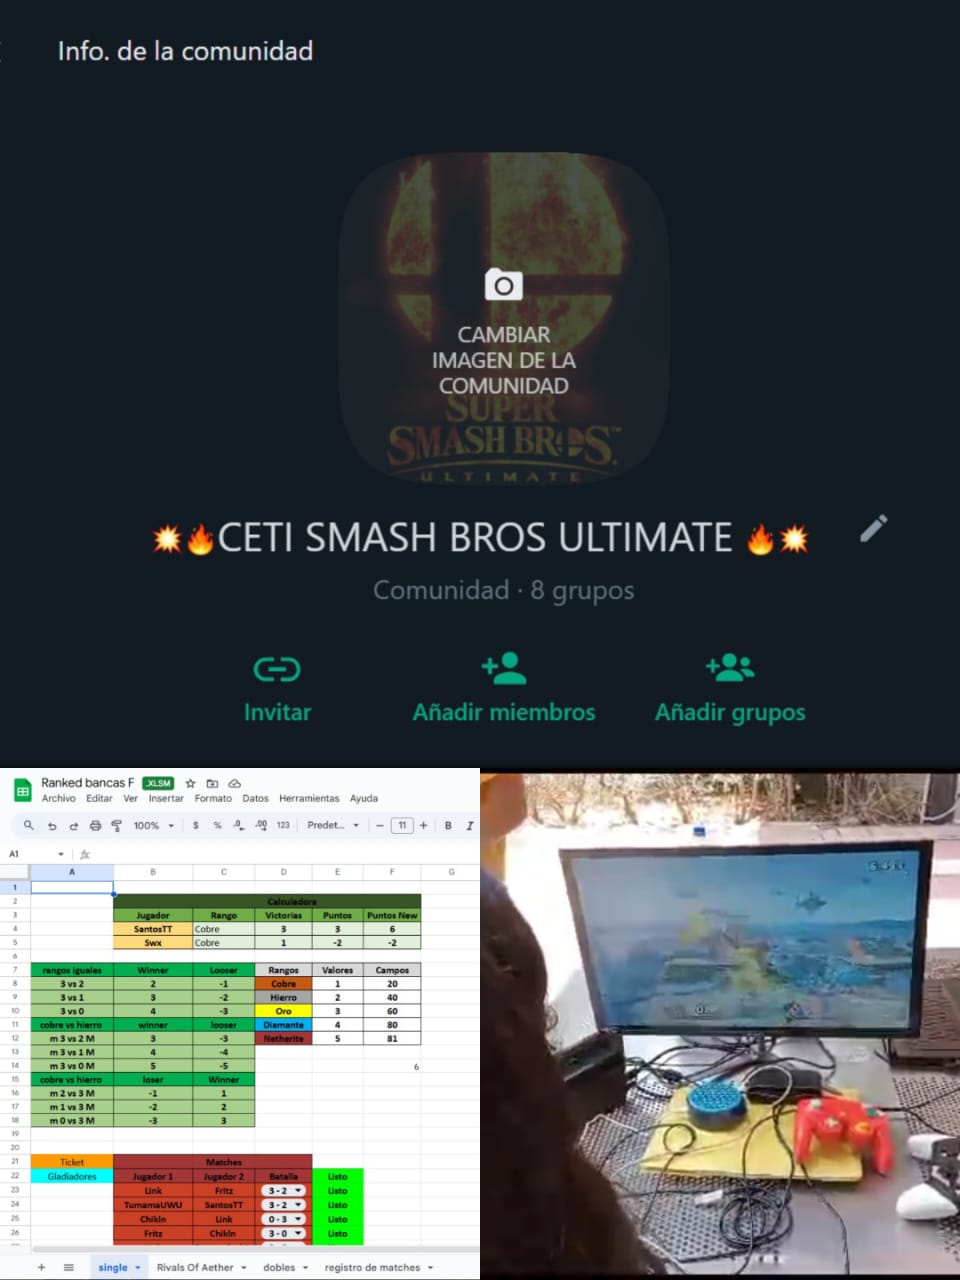 Info. de la comunidad
CAMBIAR
IMAGEN DE LA
COMUNIDAD
SUPER
SMASH BROS.™
ULTIMATE
💥🔥CETI SMASH BROS ULTIMATE 🔥💥
Comunidad · 8 grupos
Invitar Añadir miembros Añadir grupos
Ranked bancas F .XLSM
Archivo Editar Ver Insertar Formato Datos Herramientas Ayuda
100% $ % .0 .00 123 Predet... − 11 + B I
A1 fx
A B C D E F G
1
2 Calculadora
3 Jugador Rango Victorias Puntos Puntos New
4 SantosTT Cobre 3 3 6
5 Swx Cobre 1 -2 -2
6
7 rangos iguales Winner Looser Rangos Valores Campos
8 3 vs 2 2 -1 Cobre 1 20
9 3 vs 1 3 -2 Hierro 2 40
10 3 vs 0 4 -3 Oro 3 60
11 cobre vs hierro winner looser Diamante 4 80
12 m 3 vs 2 M 3 -3 Netherite 5 81
13 m 3 vs 1 M 4 -4
14 m 3 vs 0 M 5 -5 6
15 cobre vs hierro loser Winner
16 m 2 vs 3 M -1 1
17 m 1 vs 3 M -2 2
18 m 0 vs 3 M -3 3
19
20
21 Ticket Matches
22 Gladiadores Jugador 1 Jugador 2 Batalla Listo
23 Link Fritz 3 - 2 Listo
24 TumamaUWU SantosTT 3 - 2 Listo
25 Chikln Link 0 - 3 Listo
26 Fritz Chikln 3 - 0 Listo
+ single Rivals Of Aether dobles registro de matches